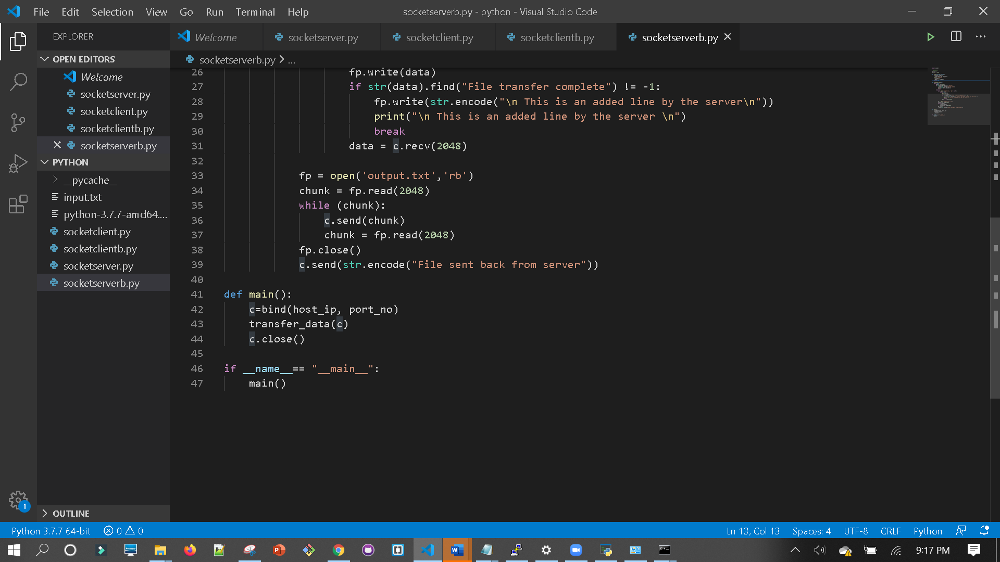 File Edit Selection View Go Run Terminal Help
socketserverb.py - python - Visual Studio Code
EXPLORER
Welcome
socketserver.py
socketclient.py
socketclientb.py
socketserverb.py
OPEN EDITORS
Welcome
socketserver.py
socketclient.py
socketclientb.py
socketserverb.py
PYTHON
__pycache__
input.txt
python-3.7.7-amd64....
socketclient.py
socketclientb.py
socketserver.py
socketserverb.py
OUTLINE
socketserverb.py > ...
26 fp.write(data)
27 if str(data).find("File transfer complete") != -1:
28 fp.write(str.encode("\n This is an added line by the server\n"))
29 print("\n This is an added line by the server \n")
30 break
31 data = c.recv(2048)
32
33 fp = open('output.txt','rb')
34 chunk = fp.read(2048)
35 while (chunk):
36 c.send(chunk)
37 chunk = fp.read(2048)
38 fp.close()
39 c.send(str.encode("File sent back from server"))
40
41 def main():
42 c=bind(host_ip, port_no)
43 transfer_data(c)
44 c.close()
45
46 if __name__== "__main__":
47 main()
1
Python 3.7.7 64-bit 0 0
Ln 13, Col 13 Spaces: 4 UTF-8 CRLF Python
9:17 PM